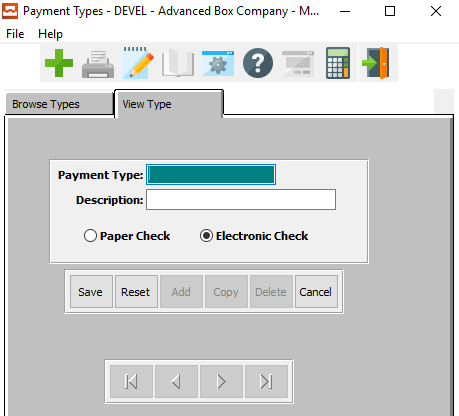 Payment Types - DEVEL - Advanced Box Company - M...
File Help
Browse Types View Type
Payment Type:
Description:
Paper Check Electronic Check
Save Reset Add Copy Delete Cancel